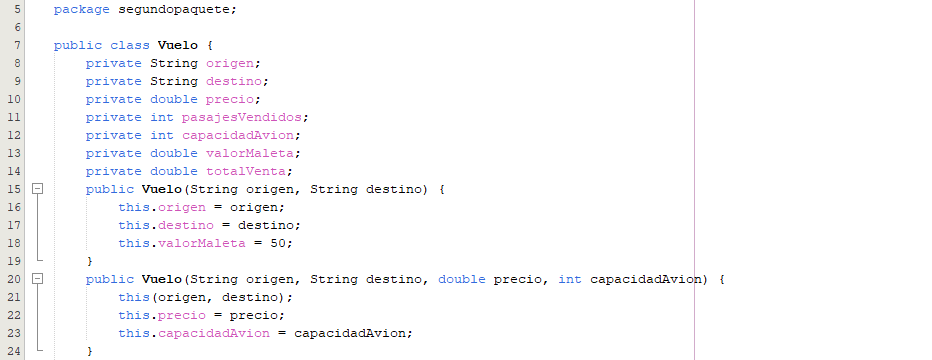 5 package segundopaquete;
6
7 public class Vuelo {
8 private String origen;
9 private String destino;
10 private double precio;
11 private int pasajesVendidos;
12 private int capacidadAvion;
13 private double valorMaleta;
14 private double totalVenta;
15 public Vuelo(String origen, String destino) {
16 this.origen = origen;
17 this.destino = destino;
18 this.valorMaleta = 50;
19 }
20 public Vuelo(String origen, String destino, double precio, int capacidadAvion) {
21 this(origen, destino);
22 this.precio = precio;
23 this.capacidadAvion = capacidadAvion;
24 }